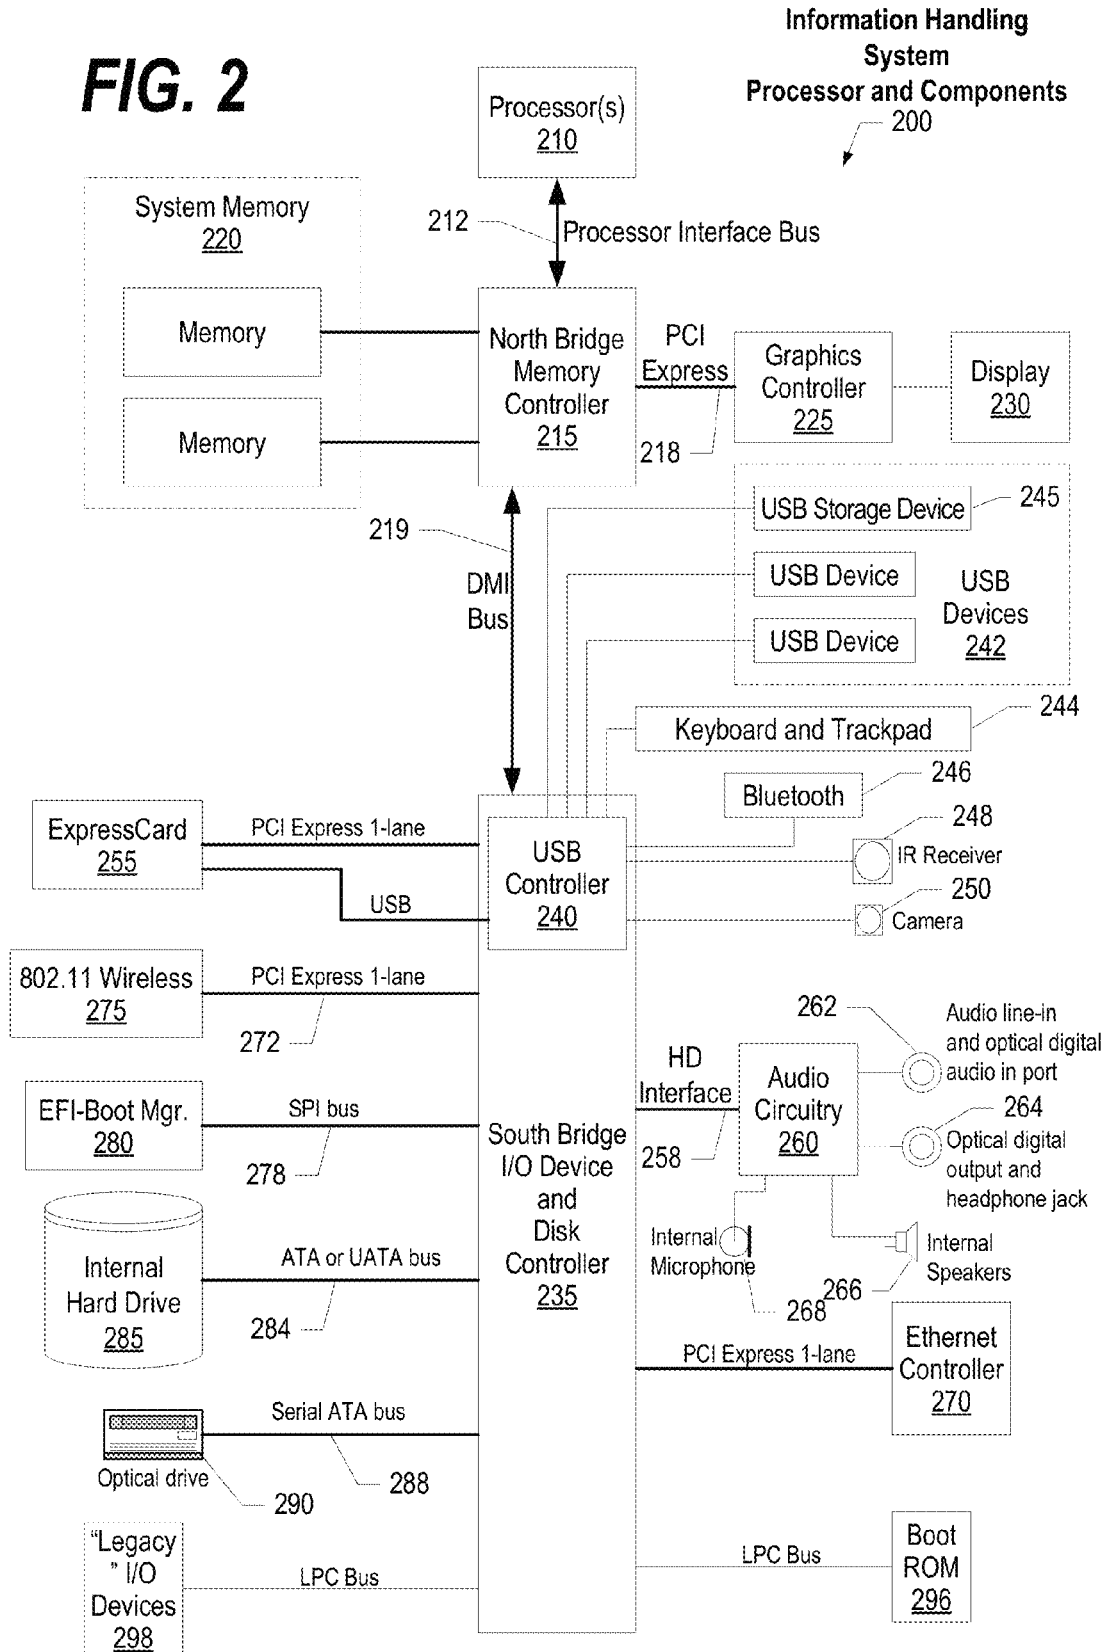 FIG. 2
Information Handling
System
Processor and Components
200
Processor(s)
210
212
Processor Interface Bus
System Memory
220
Memory
Memory
North Bridge
Memory
Controller
215
PCI
Express
218
Graphics
Controller
225
Display
230
219
DMI
Bus
USB Storage Device
245
USB Device
USB Device
USB
Devices
242
Keyboard and Trackpad
244
Bluetooth
246
248
IR Receiver
250
Camera
ExpressCard
255
PCI Express 1-lane
USB
USB
Controller
240
802.11 Wireless
275
PCI Express 1-lane
272
EFI-Boot Mgr.
280
SPI bus
278
Internal
Hard Drive
285
ATA or UATA bus
284
South Bridge
I/O Device
and
Disk
Controller
235
HD
Interface
258
Audio
Circuitry
260
262
Audio line-in
and optical digital
audio in port
264
Optical digital
output and
headphone jack
Internal
Microphone
268
Internal
Speakers
266
PCI Express 1-lane
Ethernet
Controller
270
Optical drive
290
Serial ATA bus
288
“Legacy
” I/O
Devices
298
LPC Bus
LPC Bus
Boot
ROM
296